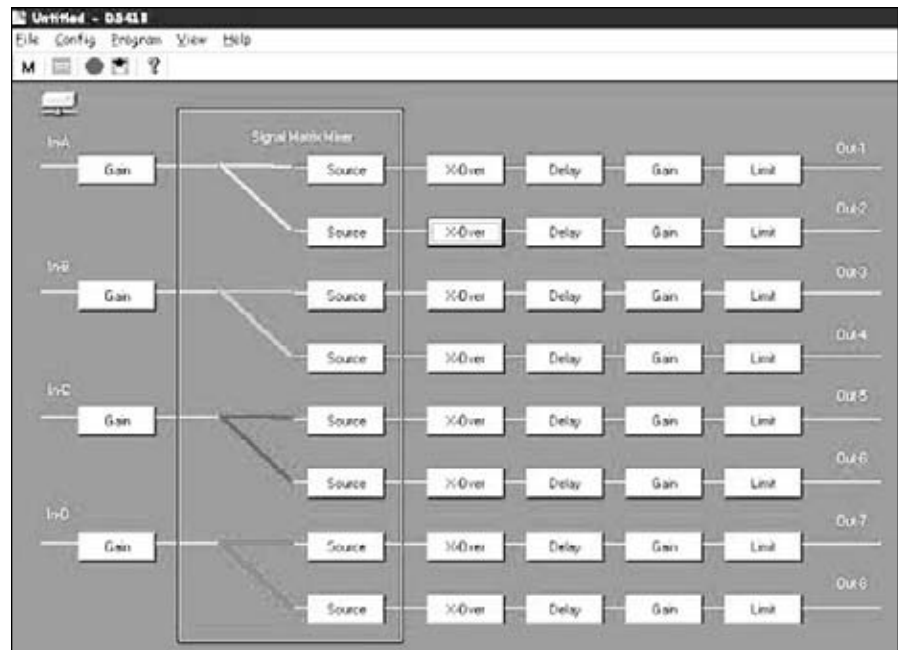 Untitled - DS418
File Config Program View Help
M ?
In-A
Signal Matrix Mixer
Out-1
Gain Source X-Over Delay Gain Limit
Out-2
Source X-Over Delay Gain Limit
In-B
Out-3
Gain Source X-Over Delay Gain Limit
Out-4
Source X-Over Delay Gain Limit
In-C
Out-5
Gain Source X-Over Delay Gain Limit
Out-6
Source X-Over Delay Gain Limit
In-D
Out-7
Gain Source X-Over Delay Gain Limit
Out-8
Source X-Over Delay Gain Limit